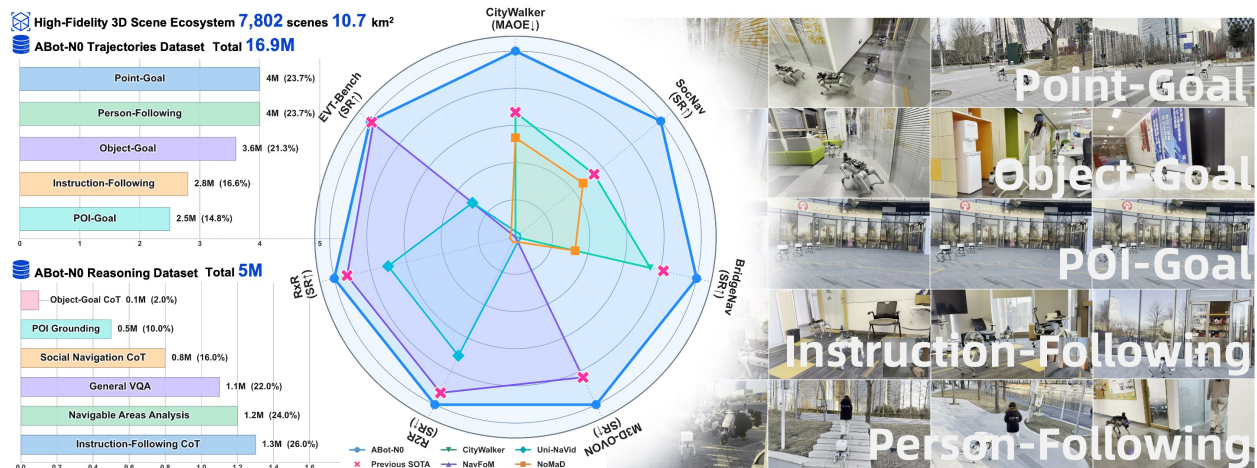 High-Fidelity 3D Scene Ecosystem 7,802 scenes 10.7 km²
ABot-N0 Trajectories Dataset Total 16.9M
Point-Goal 4M (23.7%)
Person-Following 4M (23.7%)
Object-Goal 3.6M (21.3%)
Instruction-Following 2.8M (16.6%)
POI-Goal 2.5M (14.8%)
0 1 2 3 4 5
ABot-N0 Reasoning Dataset Total 5M
Object-Goal CoT 0.1M (2.0%)
POI Grounding 0.5M (10.0%)
Social Navigation CoT 0.8M (16.0%)
General VQA 1.1M (22.0%)
Navigable Areas Analysis 1.2M (24.0%)
Instruction-Following CoT 1.3M (26.0%)
0.0 0.2 0.4 0.6 0.8 1.0 1.2 1.4 1.6
CityWalker
(MAOE↓)
SocNav
(SR↑)
BridgeNav
(SR↑)
M3D-OVON
(SR↑)
R2R
(SR↑)
RxR
(SR↑)
EVT-Bench
(SR↑)
ABot-N0 CityWalker Uni-NaVid
Previous SOTA NavFoM NoMaD
Point-Goal
Object-Goal
POI-Goal
Instruction-Following
Person-Following